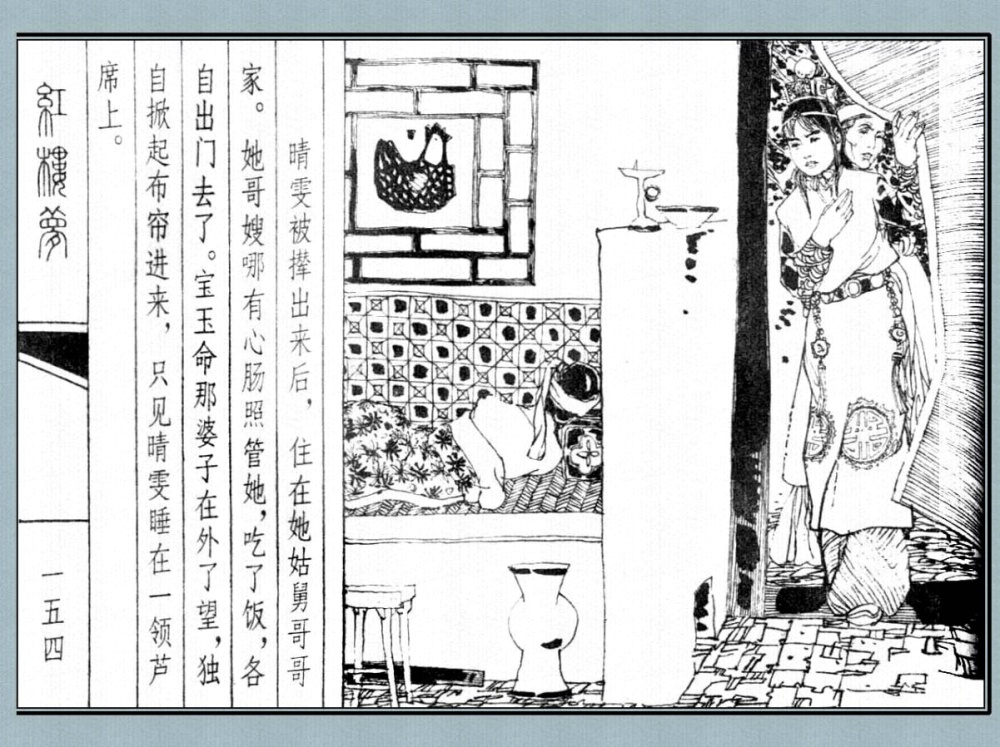 晴雯被撵出来后，住在她姑舅哥哥
家。她哥嫂哪有心肠照管她，吃了饭，各
自出门去了。宝玉命那婆子在外了望，独
自掀起布帘进来，只见晴雯睡在一领芦
席上。
紅樓夢
一五四